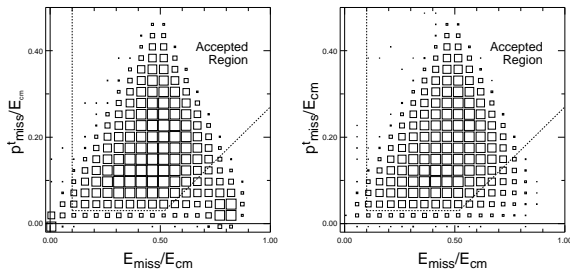 0.40
0.20
0.00
Accepted
Region
0.00
0.50
1.00
p^t_miss/E_cm
E_miss/E_cm
0.40
0.20
0.00
Accepted
Region
0.00
0.50
1.00
p^t_miss/E_cm
E_miss/E_cm